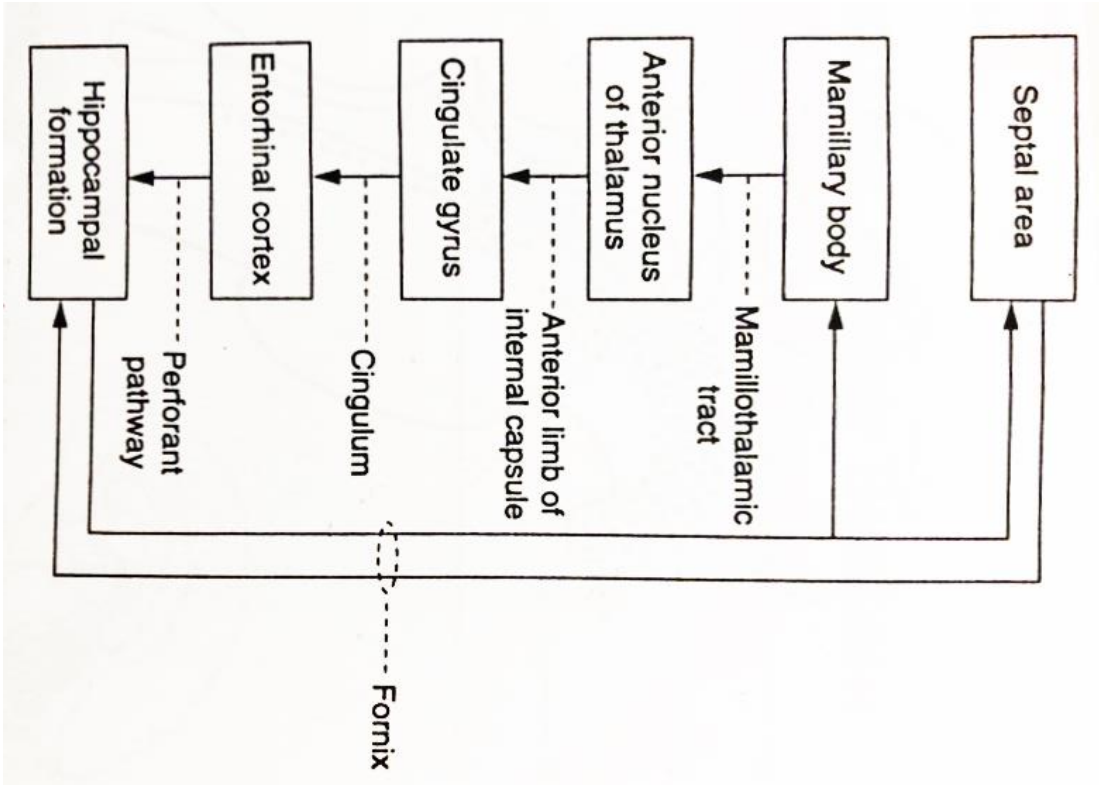 Septal area
Mamillary body
Mamillothalamic
tract
Anterior nucleus
of thalamus
Anterior limb of
internal capsule
Cingulate gyrus
Cingulum
Entorhinal cortex
Perforant
pathway
Hippocampal
formation
Fornix